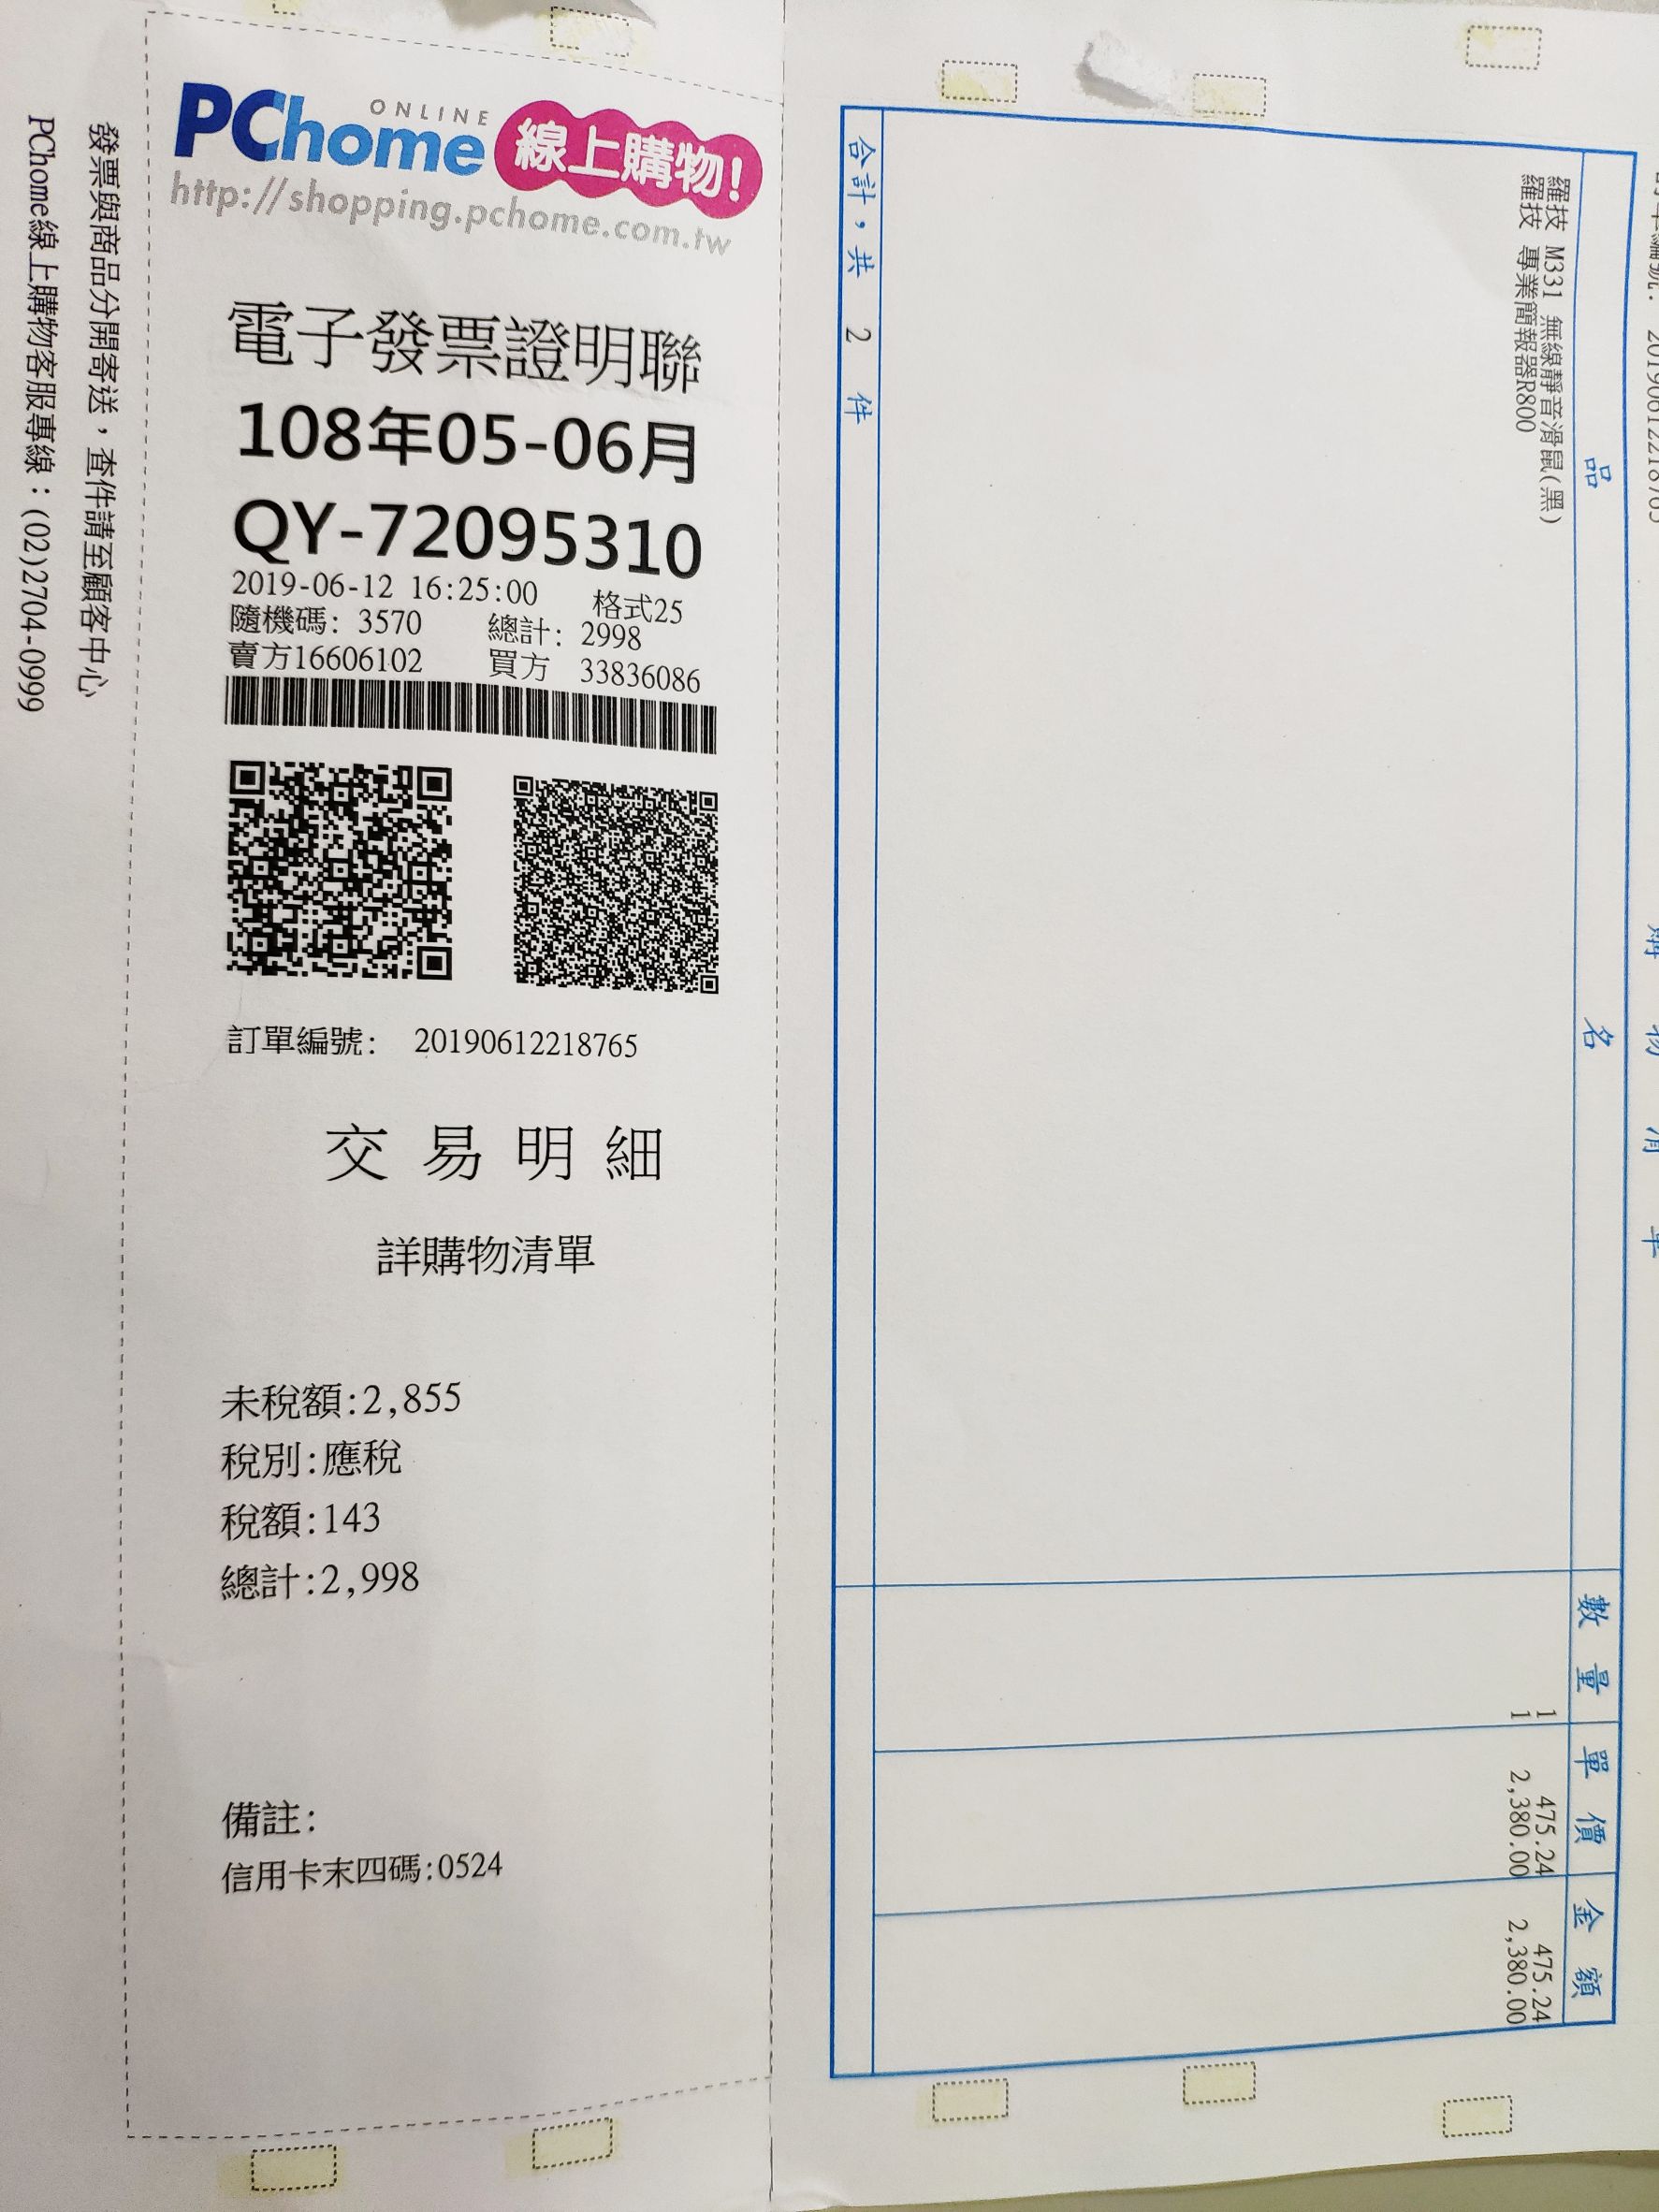 PChome ONLINE 線上購物!
http://shopping.pchome.com.tw
電子發票證明聯
108年05-06月
QY-72095310
2019-06-12 16:25:00 格式25
隨機碼: 3570 總計: 2998
賣方16606102 買方 33836086
訂單編號: 20190612218765
交易明細
詳購物清單
未稅額:2,855
稅別:應稅
稅額:143
總計:2,998
備註:
信用卡末四碼:0524
發票與商品分開寄送，查件請至顧客中心
PChome線上購物客服專線：(02)2704-0999
購物清單
訂單編號: 20190612218765
品名 數量 單價 金額
羅技 M331 無線靜音滑鼠(黑) 1 475.24 475.24
羅技 專業簡報器R800 1 2,380.00 2,380.00
合計，共 2 件